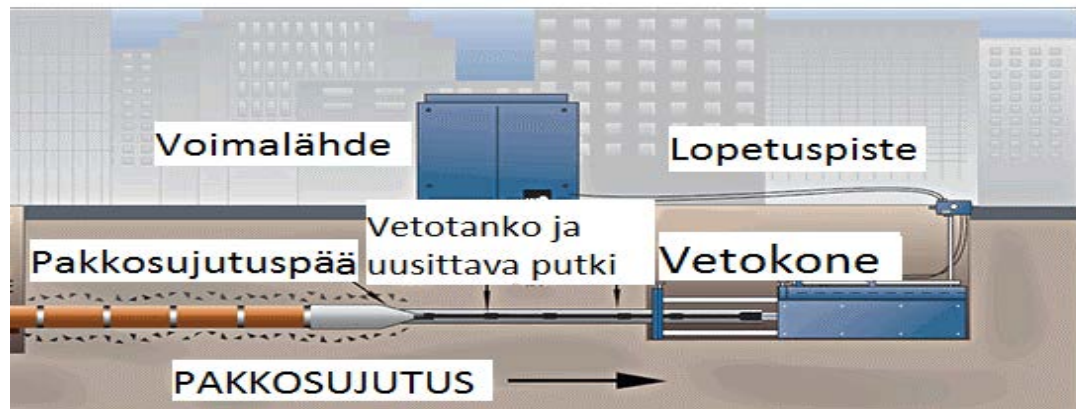 Voimalähde
Lopetuspiste
Vetotanko ja
uusittava putki
Pakkosujutuspää
Vetokone
PAKKOSUJUTUS